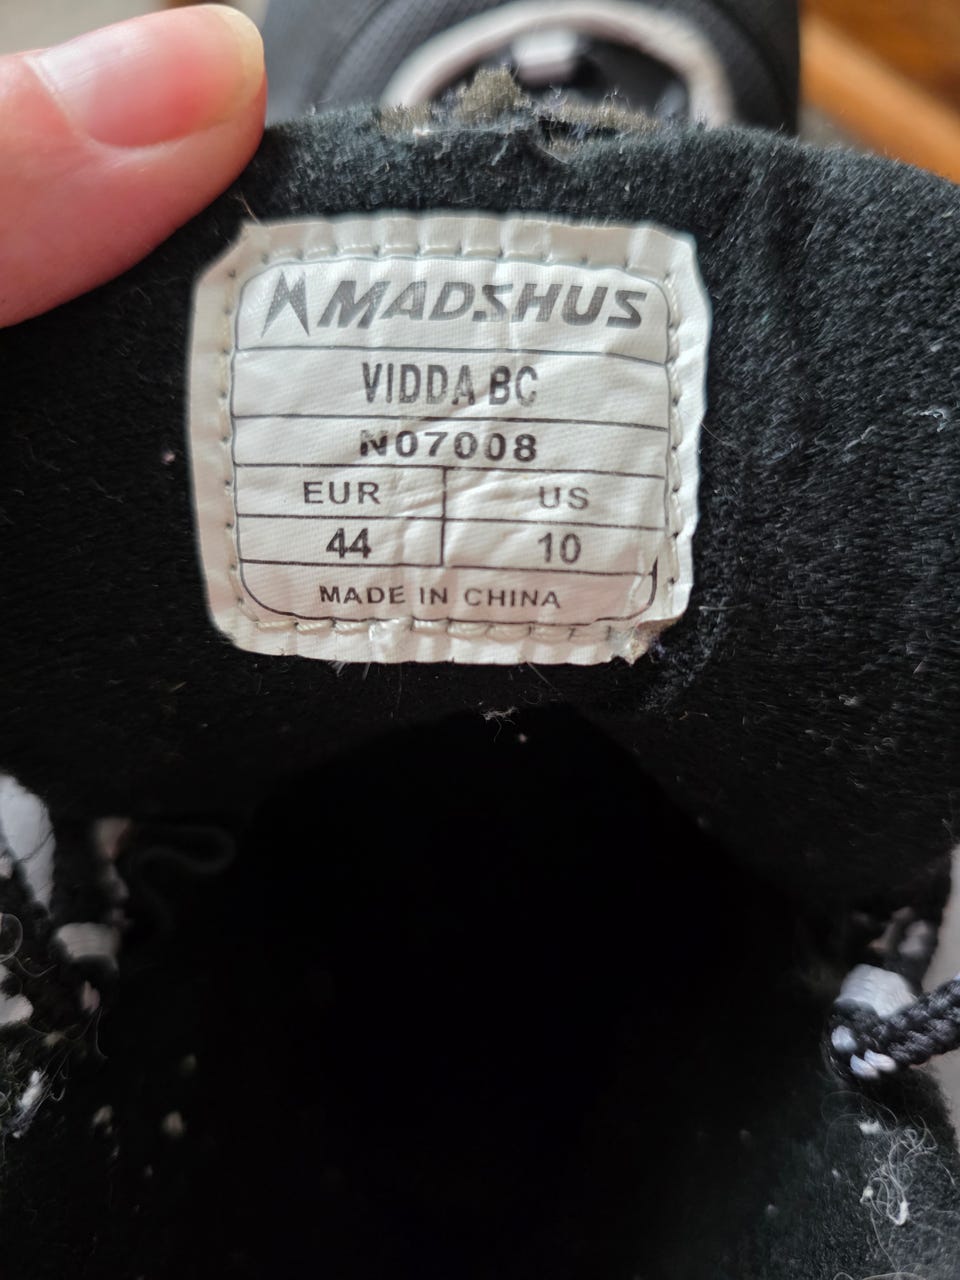 MADSHUS
VIDDA BC
N07008
EUR US
44 10
MADE IN CHINA